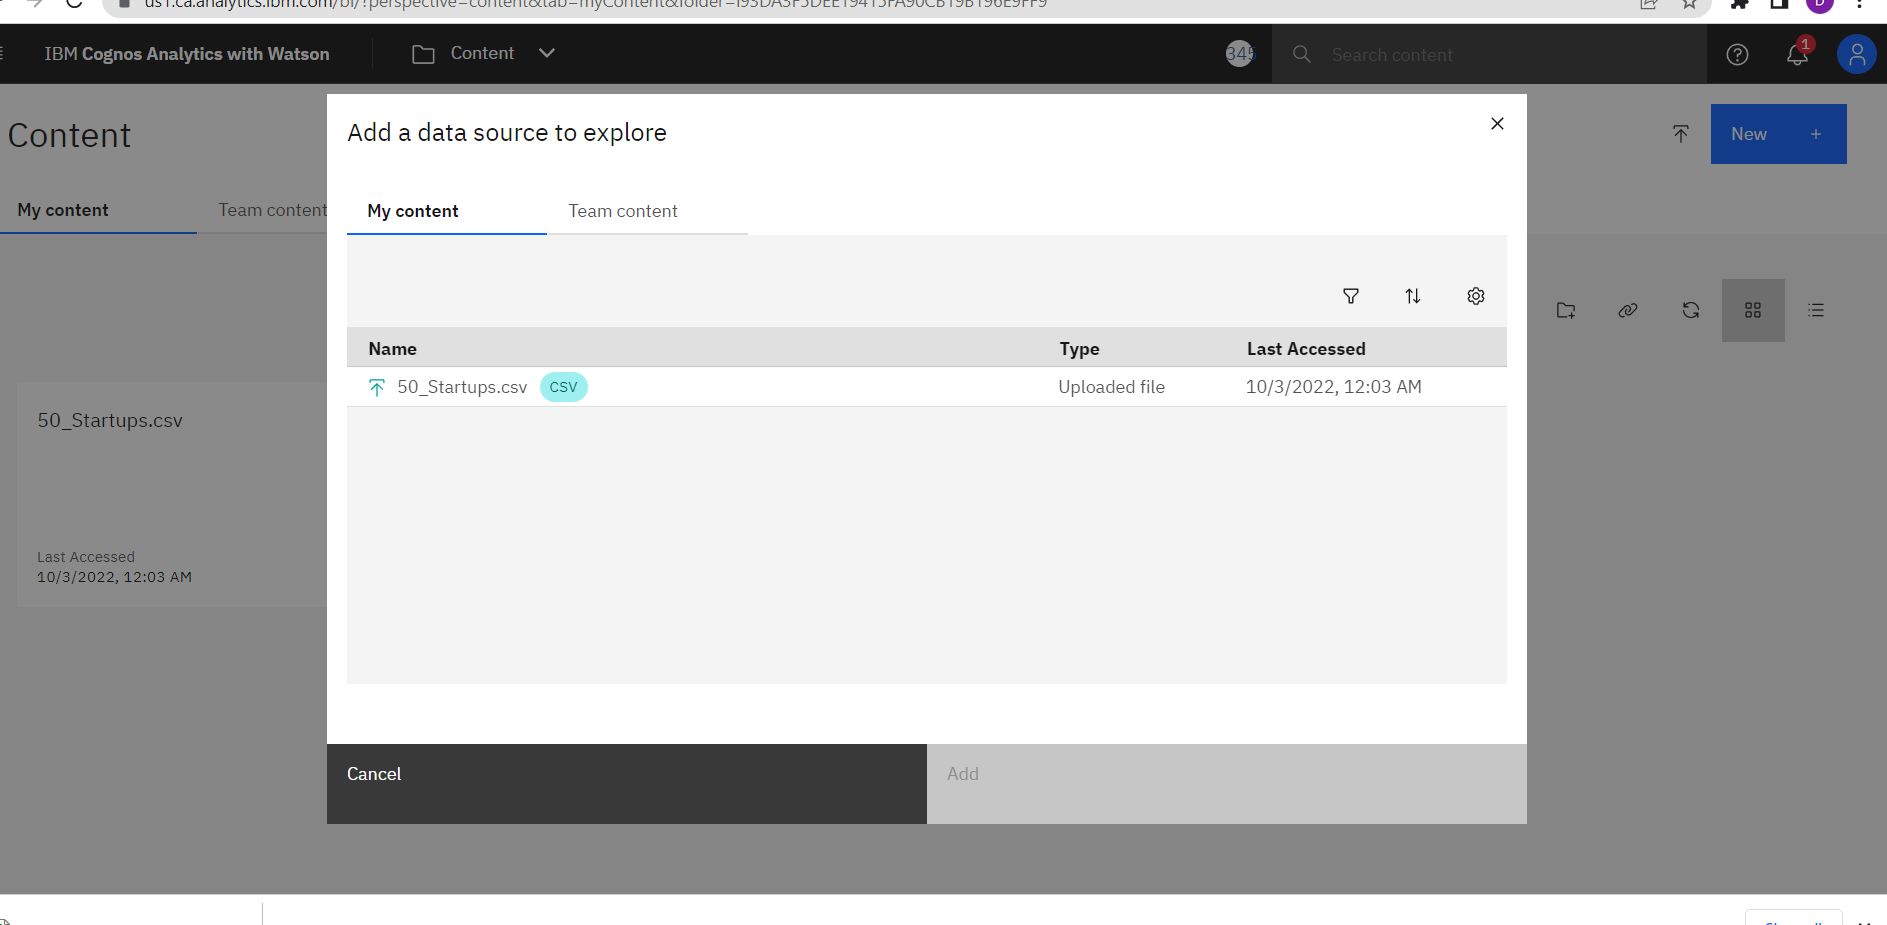 IBM Cognos Analytics with Watson
Content
345
Search content
1
Content
New +
My content
Team content
Add a data source to explore
My content
Team content
Name Type Last Accessed
50_Startups.csv CSV Uploaded file 10/3/2022, 12:03 AM
50_Startups.csv
Last Accessed
10/3/2022, 12:03 AM
Cancel
Add